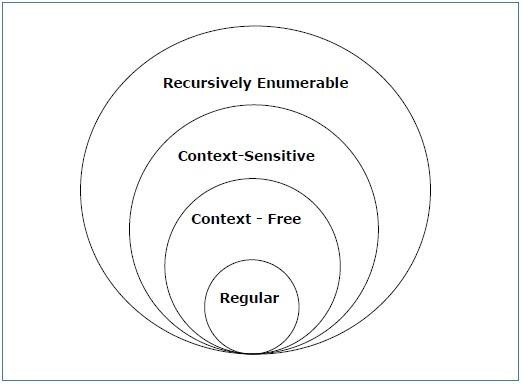 Recursively Enumerable
Context-Sensitive
Context - Free
Regular